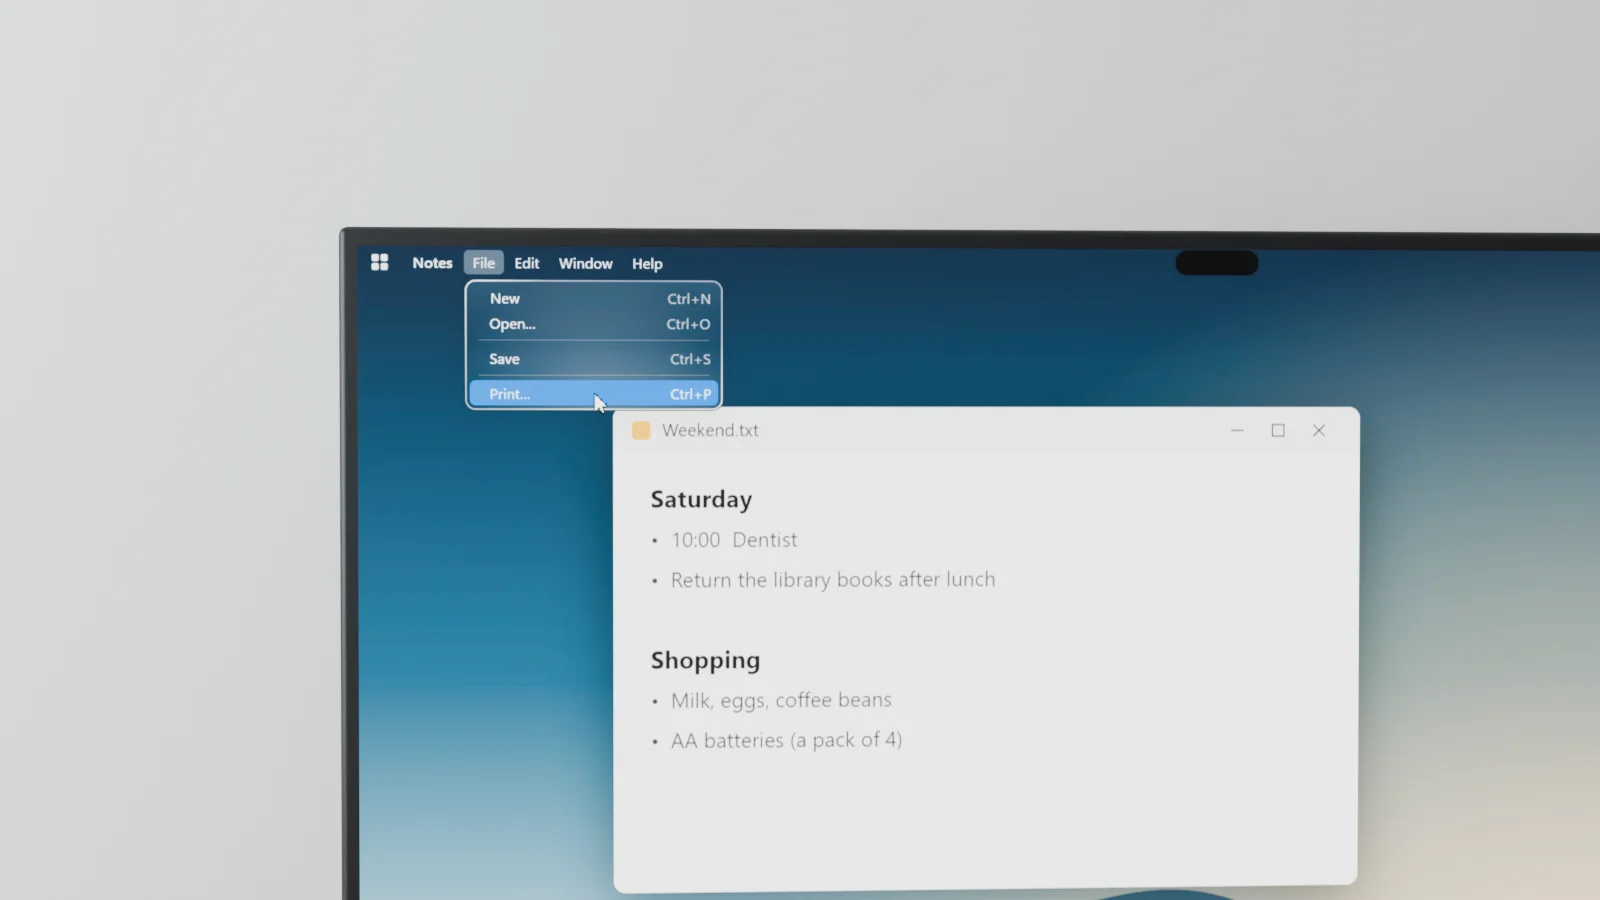 Notes File Edit Window Help
New Ctrl+N
Open... Ctrl+O
Save Ctrl+S
Print... Ctrl+P
Weekend.txt
Saturday
• 10:00 Dentist
• Return the library books after lunch
Shopping
• Milk, eggs, coffee beans
• AA batteries (a pack of 4)